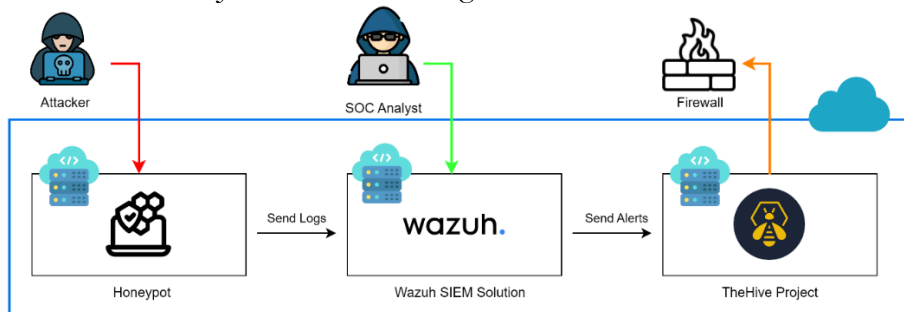 Attacker
SOC Analyst
Firewall
</>
</>
</>
Send Logs
wazuh.
Send Alerts
Honeypot
Wazuh SIEM Solution
TheHive Project